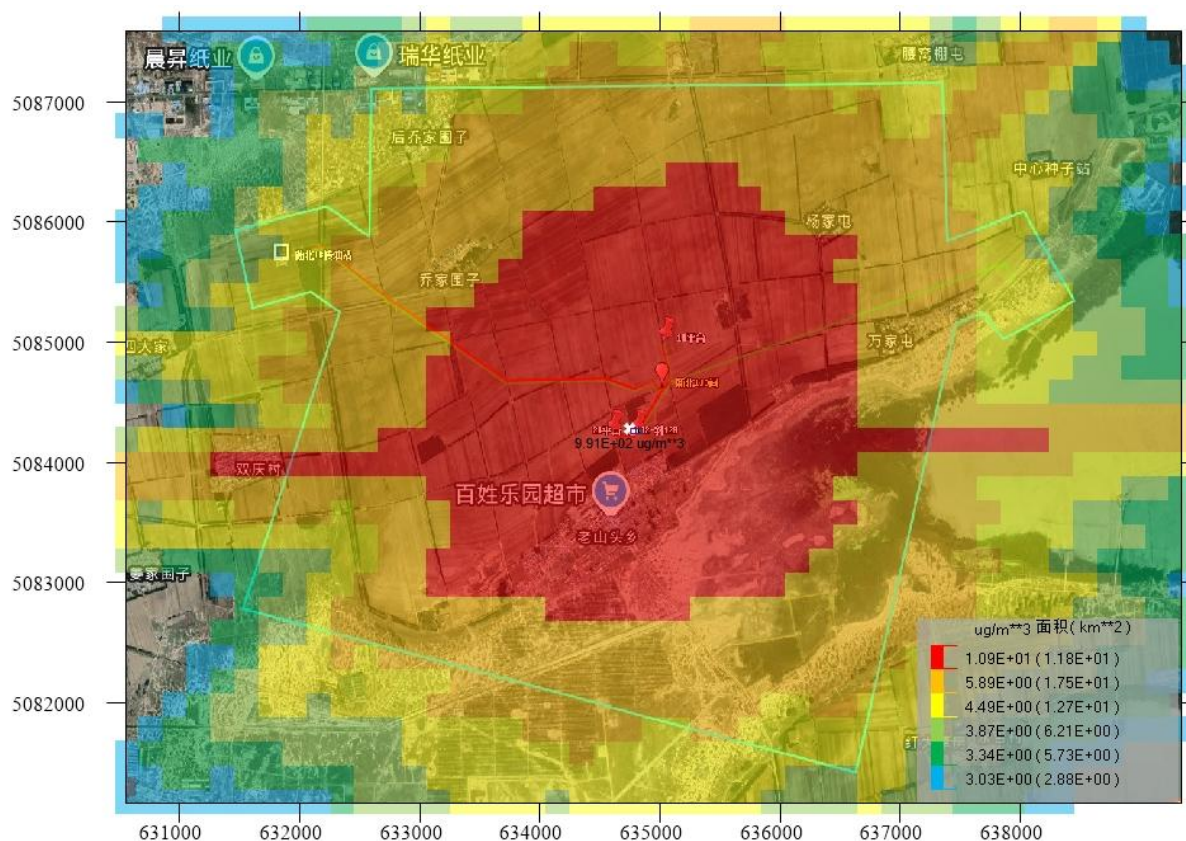 晨昇纸业
瑞华纸业
腰窝棚屯
5087000
后乔家围子
中心种子站
5086000
杨家屯
乔家围子
5085000
四大家
万家屯
9.91E+02 ug/m**3
5084000
双庆村
百姓乐园超市
老山头乡
5083000
姜家围子
ug/m**3 面积(km**2)
1.09E+01 (1.18E+01)
5.89E+00 (1.75E+01)
4.49E+00 (1.27E+01)
3.87E+00 (6.21E+00)
3.34E+00 (5.73E+00)
3.03E+00 (2.88E+00)
5082000
631000 632000 633000 634000 635000 636000 637000 638000